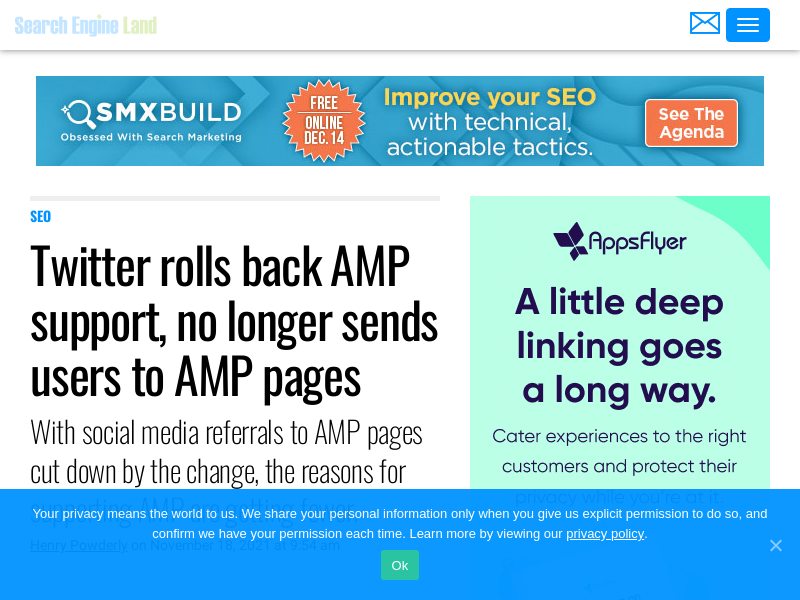 Search Engine Land
SMXBUILD
Obsessed With Search Marketing
FREE
ONLINE
DEC. 14
Improve your SEO
with technical,
actionable tactics.
See The
Agenda
SEO
Twitter rolls back AMP
support, no longer sends
users to AMP pages
With social media referrals to AMP pages
cut down by the change, the reasons for
supporting AMP are getting fewer.
Henry Powderly on November 18, 2021 at 9:54 am
AppsFlyer
A little deep
linking goes
a long way.
Cater experiences to the right
customers and protect their
privacy while you're at it.
Your privacy means the world to us. We share your personal information only when you give us explicit permission to do so, and
confirm we have your permission each time. Learn more by viewing our privacy policy.
Ok